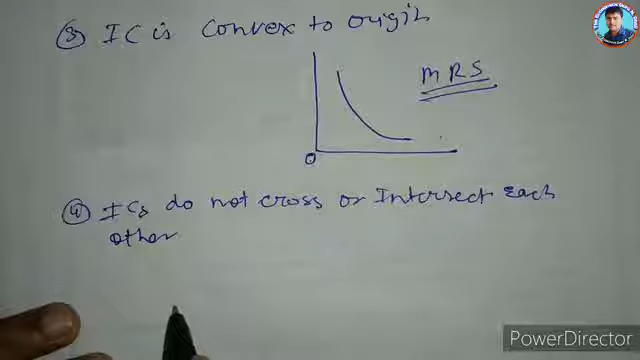 ③ IC is convex to origin
MRS
O
④ ICs do not cross or Intersect Each
other
PowerDirector